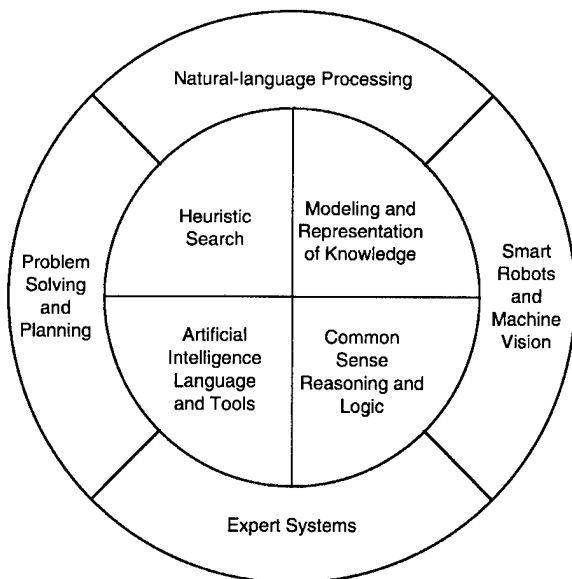 Natural-language Processing
Heuristic
Search
Modeling and
Representation
of Knowledge
Problem
Solving
and
Planning
Smart
Robots
and
Machine
Vision
Artificial
Intelligence
Language
and Tools
Common
Sense
Reasoning and
Logic
Expert Systems